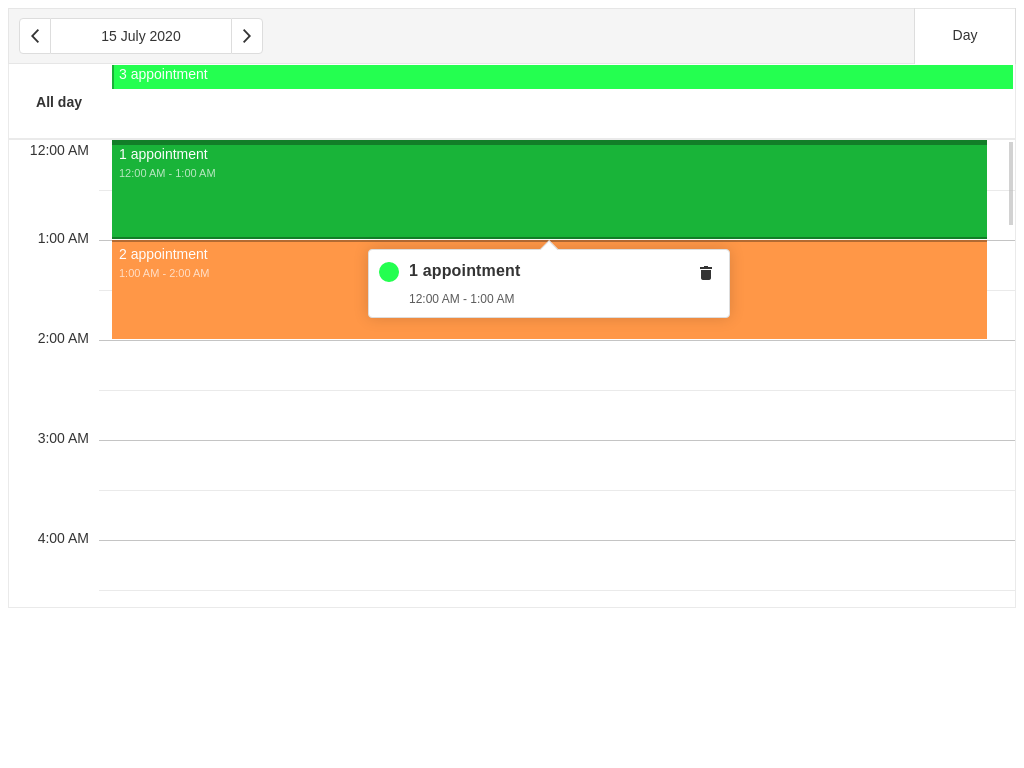 15 July 2020
Day
3 appointment
All day
12:00 AM
1 appointment
12:00 AM - 1:00 AM
1:00 AM
2 appointment
1:00 AM - 2:00 AM
1 appointment
12:00 AM - 1:00 AM
2:00 AM
3:00 AM
4:00 AM